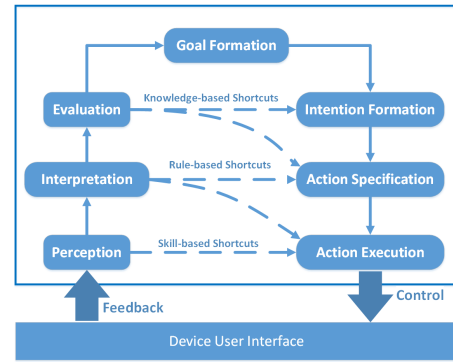 Goal Formation
Evaluation
Knowledge-based Shortcuts
Intention Formation
Interpretation
Rule-based Shortcuts
Action Specification
Perception
Skill-based Shortcuts
Action Execution
Feedback
Control
Device User Interface